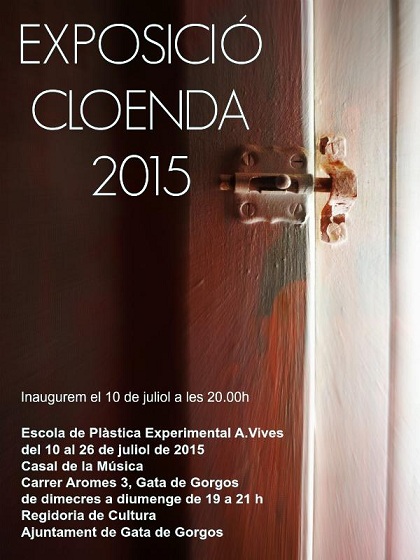 EXPOSICIÓ
CLOENDA
2015
Inaugurem el 10 de juliol a les 20.00h
Escola de Plàstica Experimental A.Vives
del 10 al 26 de juliol de 2015
Casal de la Música
Carrer Aromes 3, Gata de Gorgos
de dimecres a diumenge de 19 a 21 h
Regidoria de Cultura
Ajuntament de Gata de Gorgos